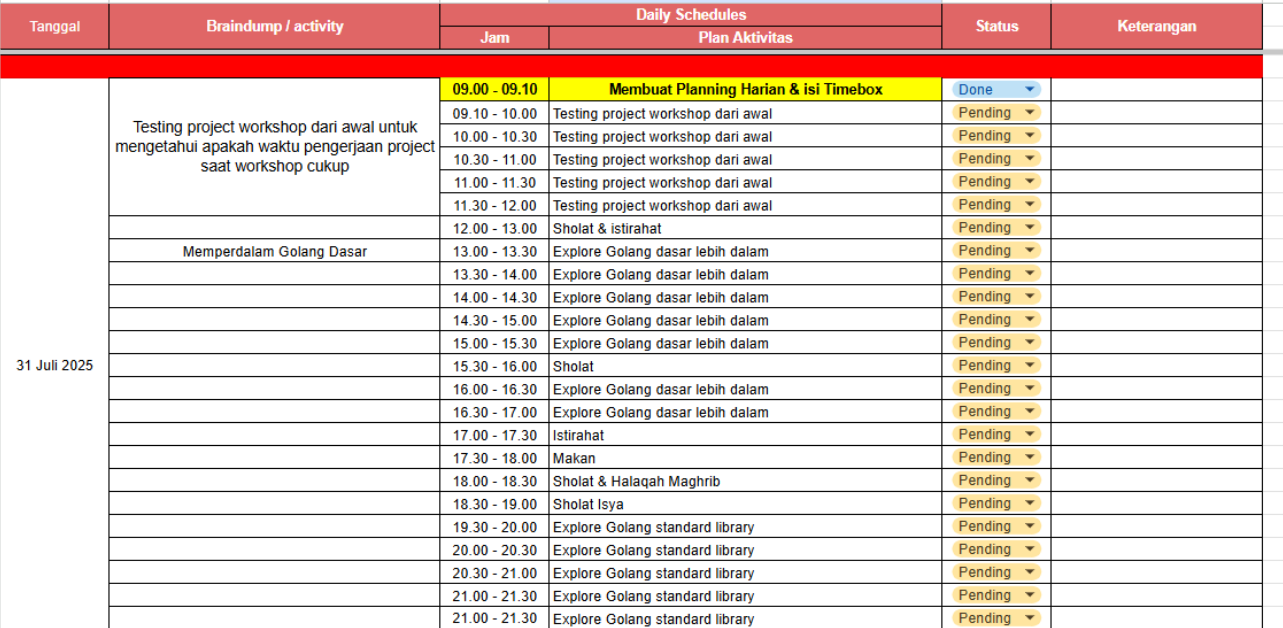 Tanggal Braindump / activity Daily Schedules Status Keterangan
Jam Plan Aktivitas
31 Juli 2025
Testing project workshop dari awal untuk
mengetahui apakah waktu pengerjaan project
saat workshop cukup
09.00 - 09.10 Membuat Planning Harian & isi Timebox Done
09.10 - 10.00 Testing project workshop dari awal Pending
10.00 - 10.30 Testing project workshop dari awal Pending
10.30 - 11.00 Testing project workshop dari awal Pending
11.00 - 11.30 Testing project workshop dari awal Pending
11.30 - 12.00 Testing project workshop dari awal Pending
12.00 - 13.00 Sholat & istirahat Pending
Memperdalam Golang Dasar 13.00 - 13.30 Explore Golang dasar lebih dalam Pending
13.30 - 14.00 Explore Golang dasar lebih dalam Pending
14.00 - 14.30 Explore Golang dasar lebih dalam Pending
14.30 - 15.00 Explore Golang dasar lebih dalam Pending
15.00 - 15.30 Explore Golang dasar lebih dalam Pending
15.30 - 16.00 Sholat Pending
16.00 - 16.30 Explore Golang dasar lebih dalam Pending
16.30 - 17.00 Explore Golang dasar lebih dalam Pending
17.00 - 17.30 Istirahat Pending
17.30 - 18.00 Makan Pending
18.00 - 18.30 Sholat & Halaqah Maghrib Pending
18.30 - 19.00 Sholat Isya Pending
19.30 - 20.00 Explore Golang standard library Pending
20.00 - 20.30 Explore Golang standard library Pending
20.30 - 21.00 Explore Golang standard library Pending
21.00 - 21.30 Explore Golang standard library Pending
21.00 - 21.30 Explore Golang standard library Pending